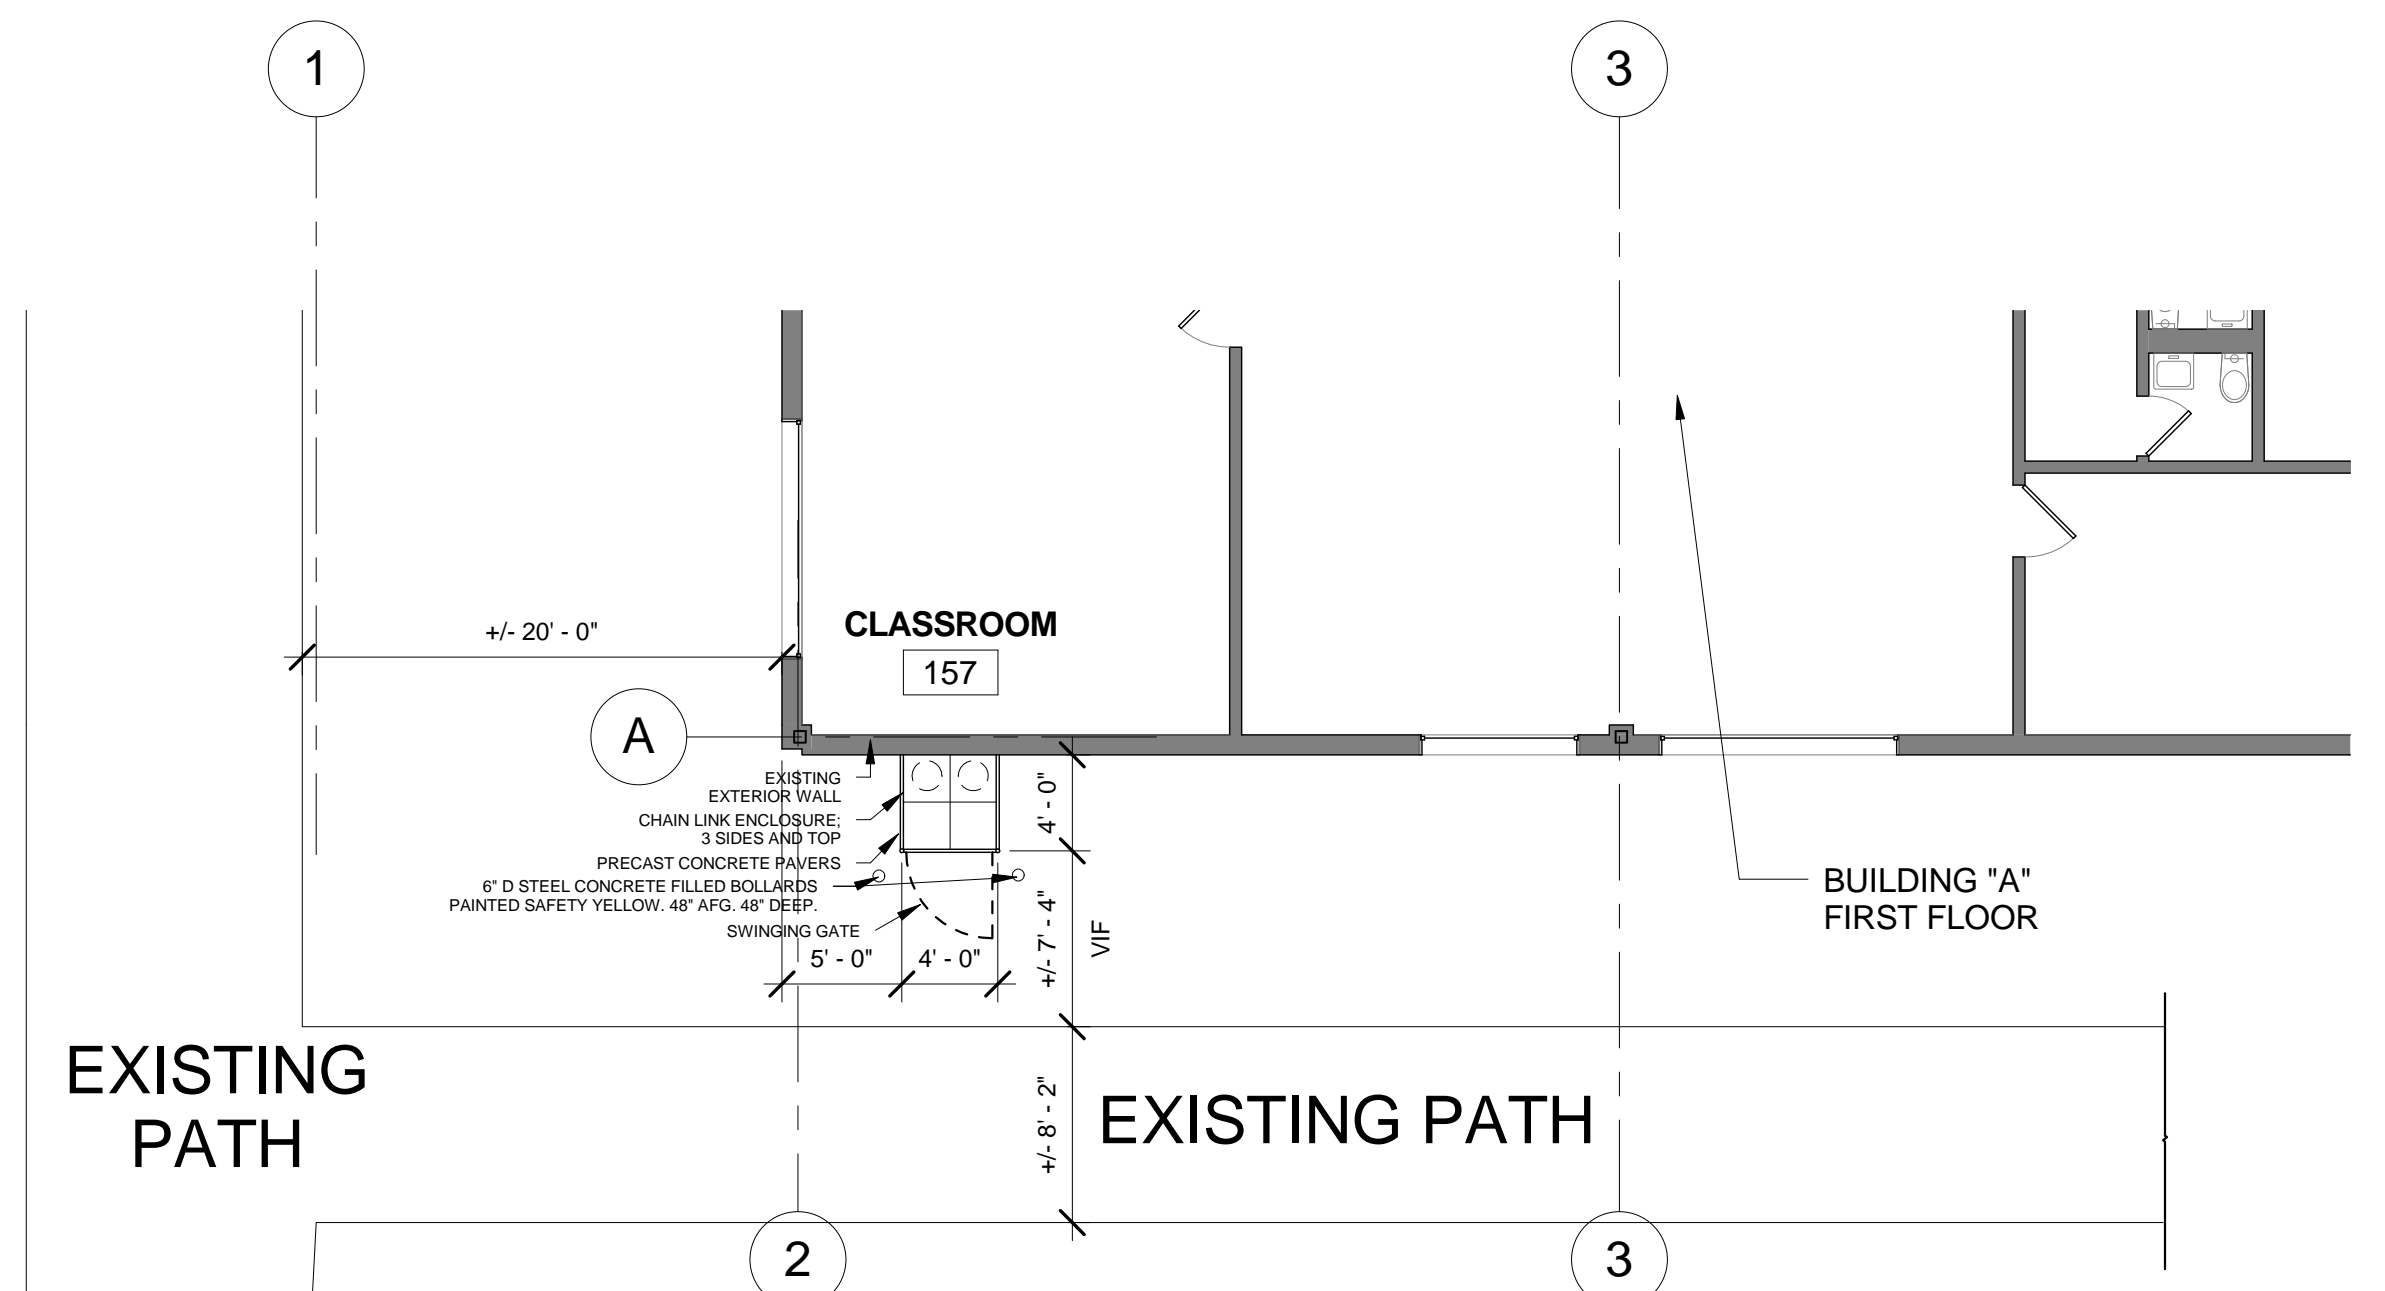 1
3
+/- 20' - 0"
CLASSROOM
157
A
EXISTING
EXTERIOR WALL
CHAIN LINK ENCLOSURE;
3 SIDES AND TOP
PRECAST CONCRETE PAVERS
6" D STEEL CONCRETE FILLED BOLLARDS
PAINTED SAFETY YELLOW. 48" AFG. 48" DEEP.
SWINGING GATE
5' - 0"
4' - 0"
4' - 0"
+/- 7' - 4"
VIF
+/- 8' - 2"
BUILDING "A"
FIRST FLOOR
EXISTING
PATH
EXISTING PATH
2
3